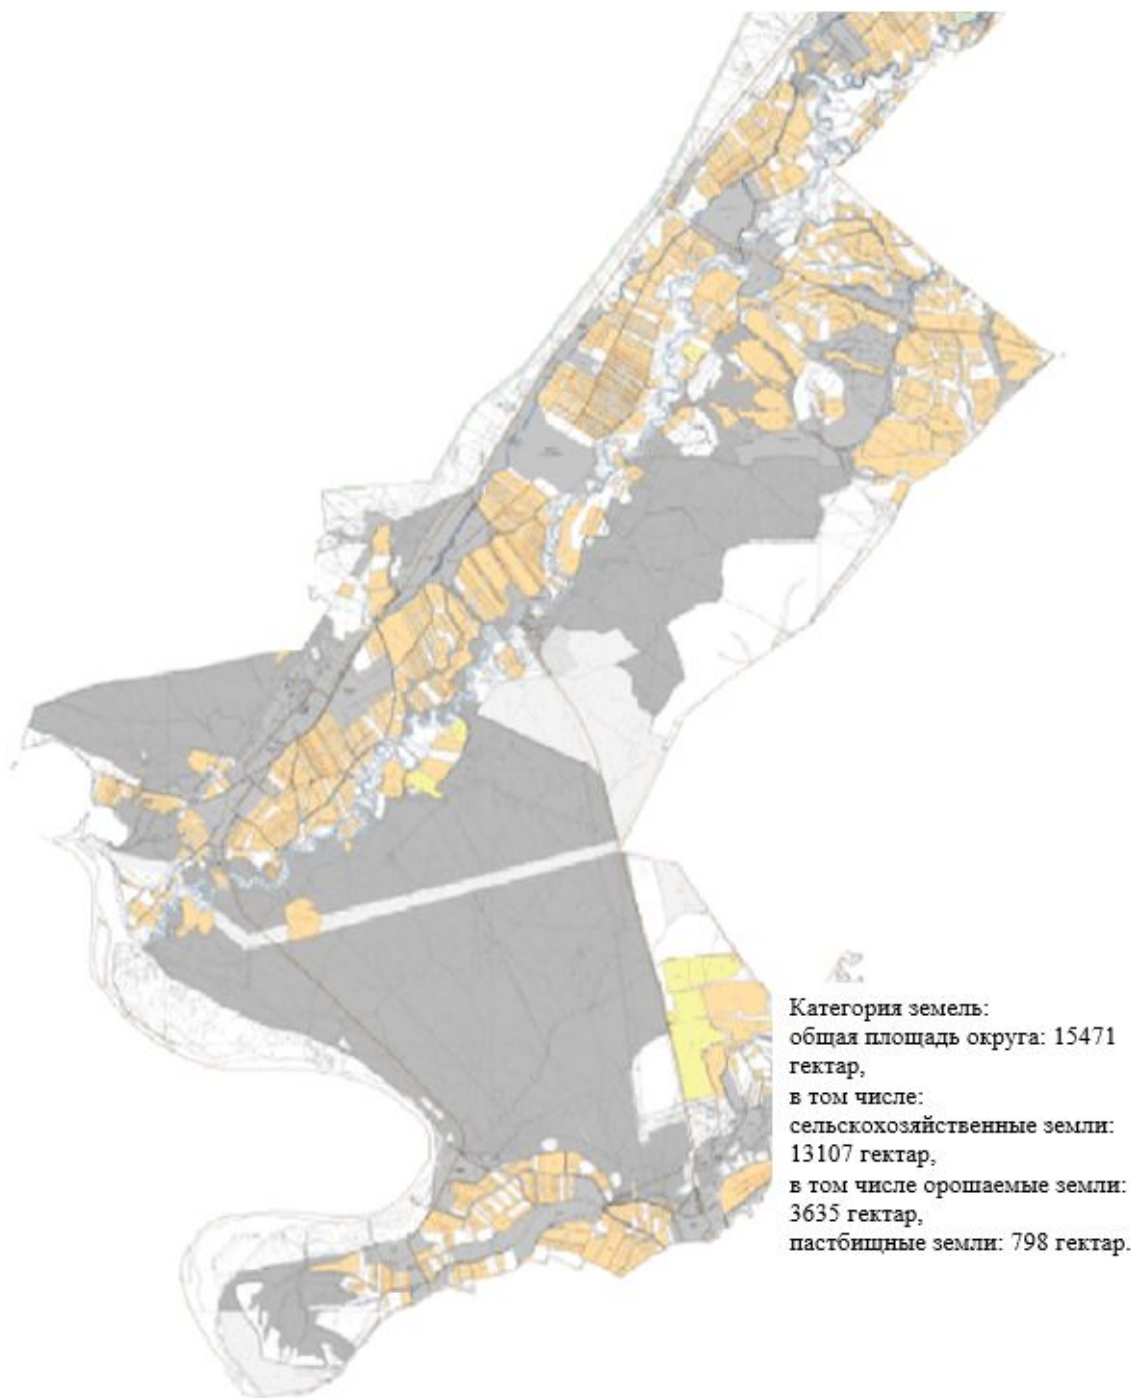 Категория земель:
общая площадь округа: 15471
гектар,
в том числе:
сельскохозяйственные земли:
13107 гектар,
в том числе орошаемые земли:
3635 гектар,
пастбищные земли: 798 гектар.